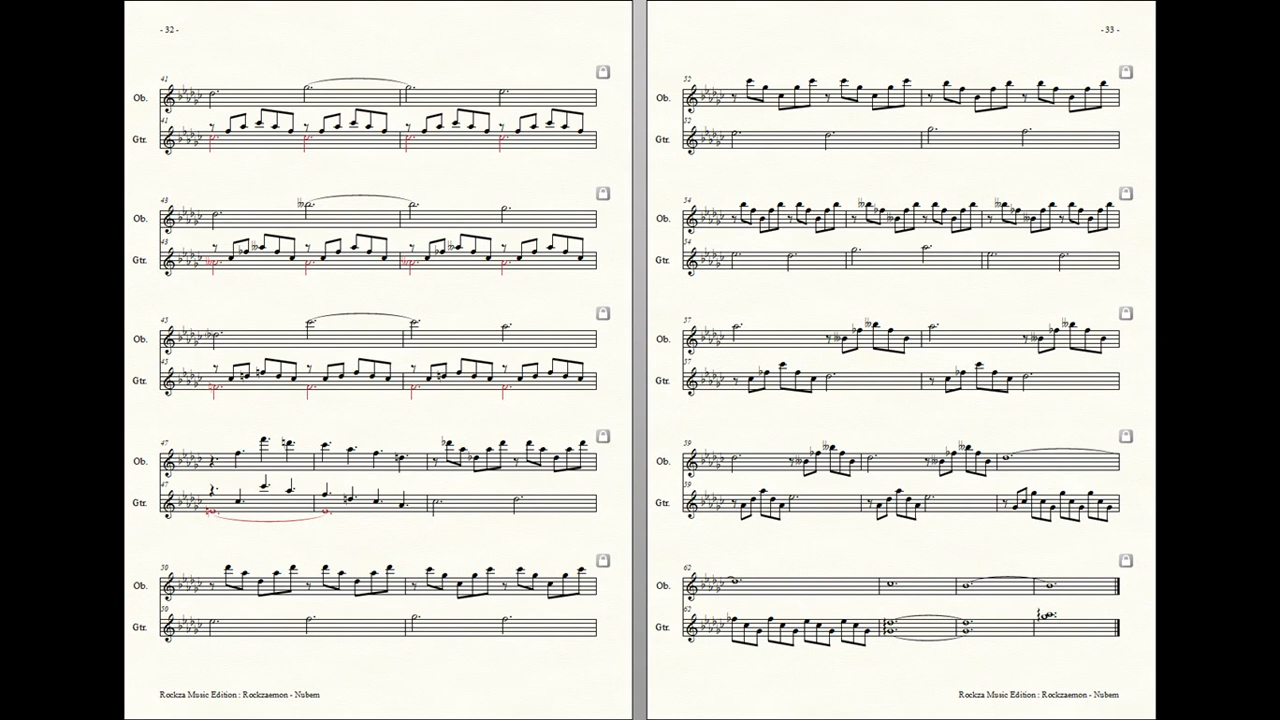 - 32 -
41
Ob.
41
Gtr.
43
Ob.
43
Gtr.
45
Ob.
45
Gtr.
47
Ob.
47
Gtr.
50
Ob.
50
Gtr.
Rockza Music Edition : Rockzaemon - Nubem
- 33 -
52
Ob.
52
Gtr.
54
Ob.
54
Gtr.
57
Ob.
57
Gtr.
59
Ob.
59
Gtr.
62
Ob.
62
Gtr.
Rockza Music Edition : Rockzaemon - Nubem